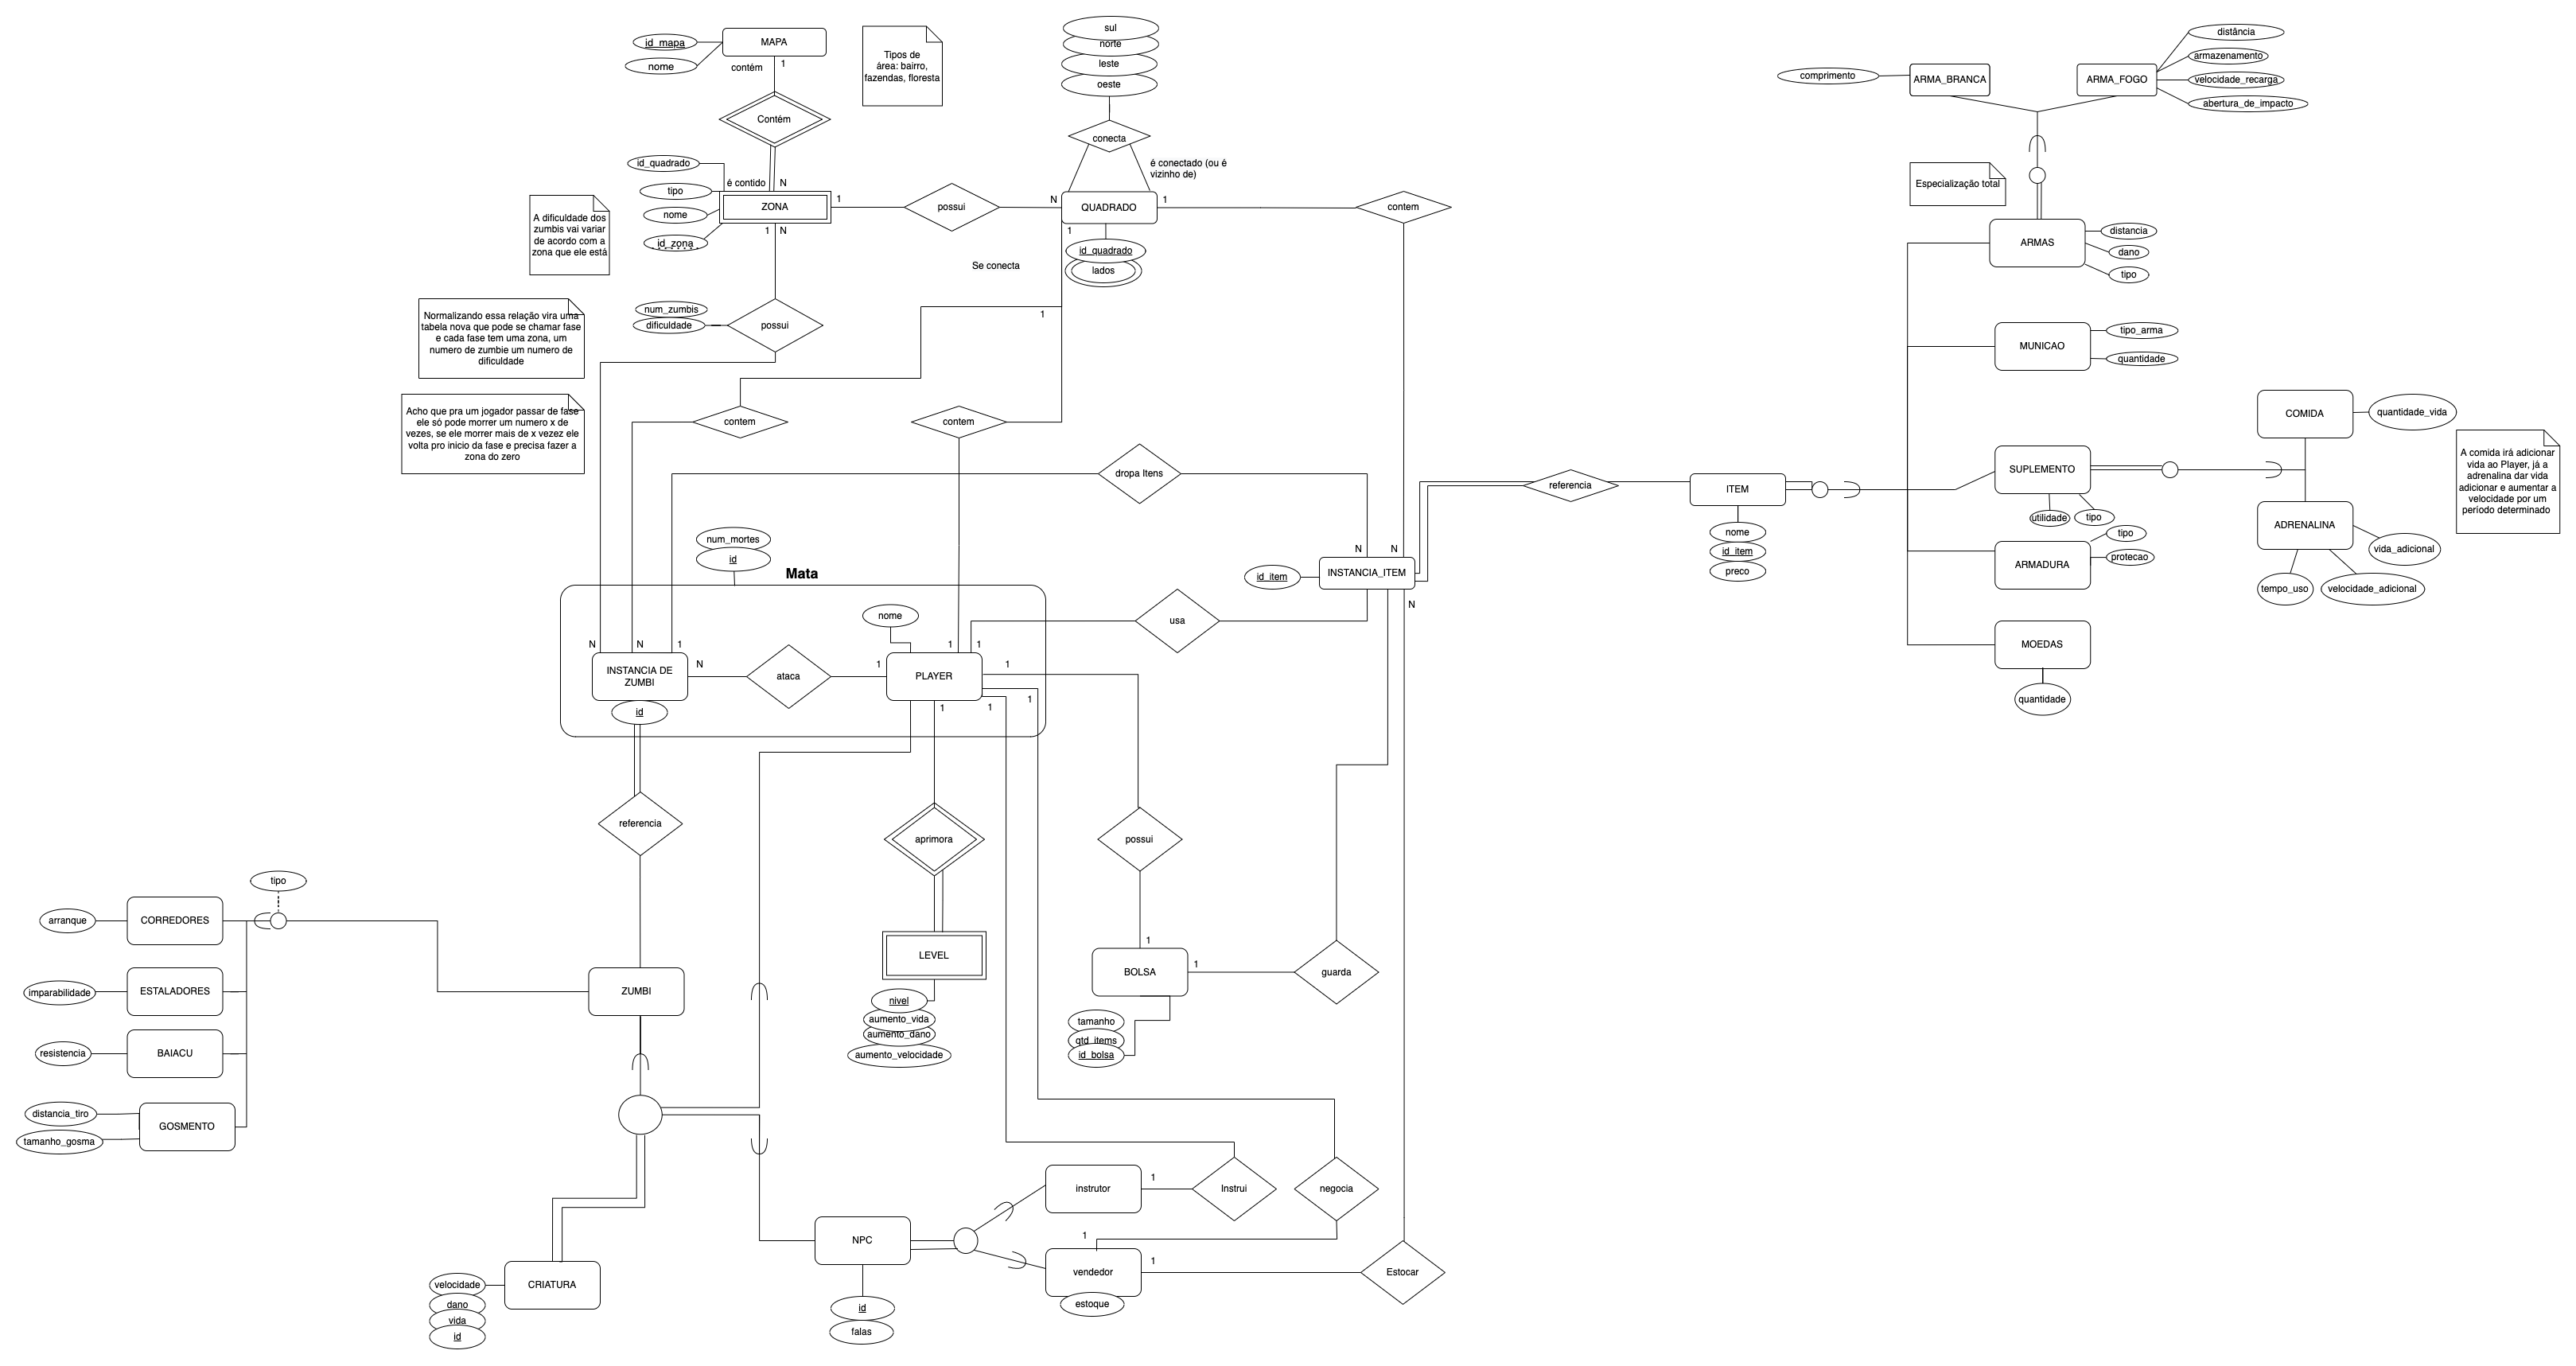 id_mapa
nome
MAPA
contém
1
Contém
Tipos de
área: bairro,
fazendas, floresta
sul
norte
leste
oeste
conecta
é conectado (ou é
vizinho de)
comprimento
ARMA_BRANCA
ARMA_FOGO
distância
armazenamento
velocidade_recarga
abertura_de_impacto
Especialização total
id_quadrado
tipo
nome
id_zona
é contido
N
ZONA
1
1
N
possui
N
QUADRADO
1
1
contem
id_quadrado
lados
A dificuldade dos
zumbis vai variar
de acordo com a
zona que ele está
Se conecta
ARMAS
distancia
dano
tipo
Normalizando essa relação vira uma
tabela nova que pode se chamar fase
e cada fase tem uma zona, um
numero de zumbie um numero de
dificuldade
num_zumbis
dificuldade
possui
1
MUNICAO
tipo_arma
quantidade
Acho que pra um jogador passar de fase
ele só pode morrer um numero x de
vezes, se ele morrer mais de x vezez ele
volta pro inicio da fase e precisa fazer a
zona do zero
contem
contem
COMIDA
quantidade_vida
A comida irá adicionar
vida ao Player, já a
adrenalina dar vida
adicionar e aumentar a
velocidade por um
período determinado
dropa Itens
referencia
ITEM
nome
id_item
preco
SUPLEMENTO
utilidade
tipo
ADRENALINA
vida_adicional
tempo_uso
velocidade_adicional
num_mortes
id
Mata
N
N
id_item
INSTANCIA_ITEM
N
ARMADURA
tipo
protecao
nome
usa
MOEDAS
quantidade
N
N
1
INSTANCIA DE
ZUMBI
id
N
ataca
1
1
1
PLAYER
1
1
1
1
referencia
aprimora
possui
tipo
CORREDORES
arranque
ESTALADORES
imparabilidade
BAIACU
resistencia
GOSMENTO
distancia_tiro
tamanho_gosma
ZUMBI
LEVEL
nivel
aumento_vida
aumento_dano
aumento_velocidade
1
BOLSA
1
guarda
tamanho
qtd_items
id_bolsa
instrutor
1
Instrui
negocia
NPC
id
falas
1
vendedor
1
estoque
Estocar
CRIATURA
velocidade
dano
vida
id